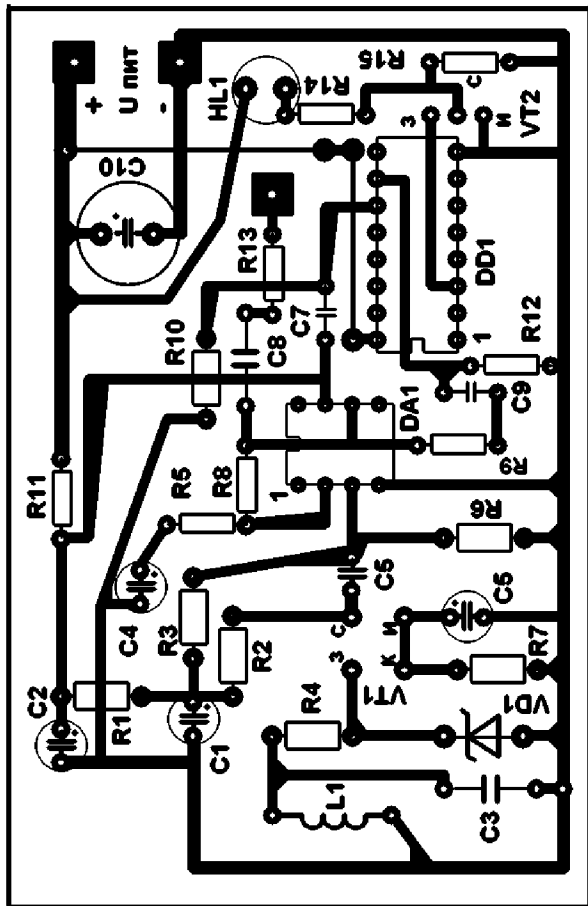 + U пит -
HL1
R14
R15
С
З
И
VT2
C10
R13
DD1
R10
C8
C7
1
R12
DA1
C9
R11
R5
R8
1
R9
C4
R3
C5
R6
R2
С
З
И
К
C5
C2
R1
C1
R4
VT1
VD1
R7
L1
C3